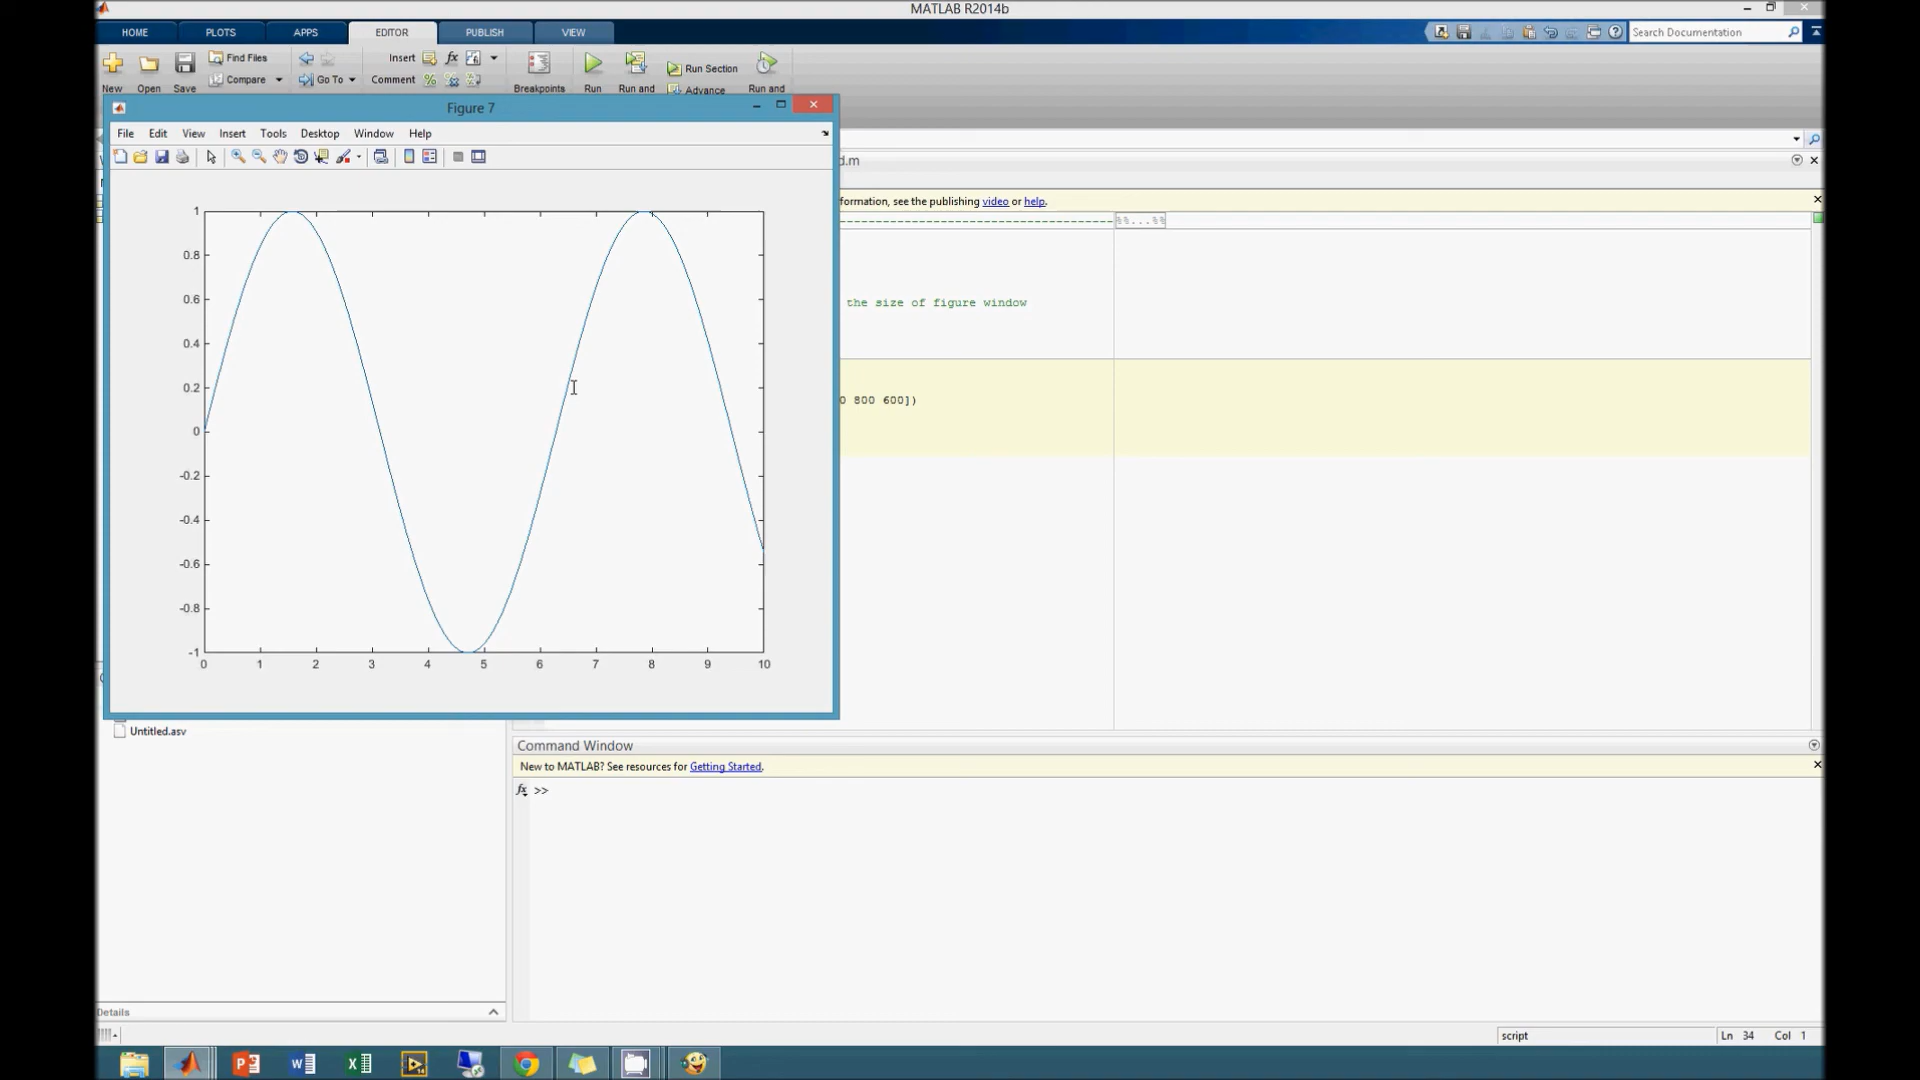 MATLAB R2014b
HOME PLOTS APPS EDITOR PUBLISH VIEW
Search Documentation
Find Files Insert fx Run Section
Compare Go To Comment Advance
New Open Save Breakpoints Run Run and Run and
Figure 7
File Edit View Insert Tools Desktop Window Help
d.m
formation, see the publishing video or help.
%%...%%
the size of figure window
0 800 600])
1
0.8
0.6
0.4
0.2
0
-0.2
-0.4
-0.6
-0.8
-1
0 1 2 3 4 5 6 7 8 9 10
Untitled.asv
Command Window
New to MATLAB? See resources for Getting Started.
fx >>
Details
script Ln 34 Col 1